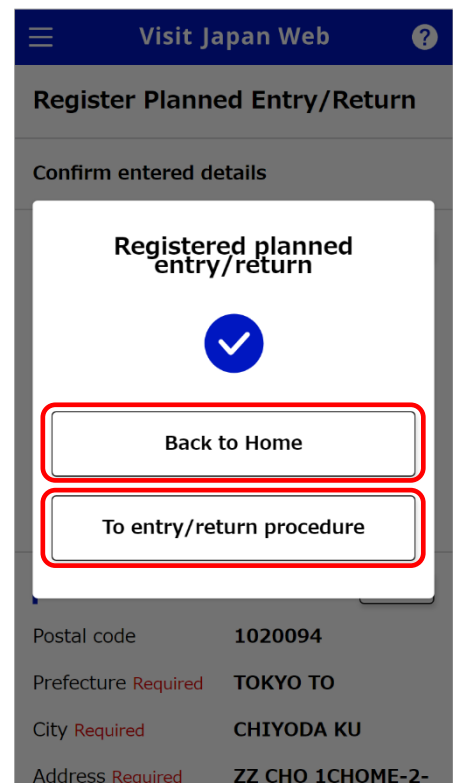 Visit Japan Web ?
Register Planned Entry/Return
Confirm entered details
Registered planned
entry/return
Back to Home
To entry/return procedure
Postal code 1020094
Prefecture Required TOKYO TO
City Required CHIYODA KU
Address Required ZZ CHO 1CHOME-2-